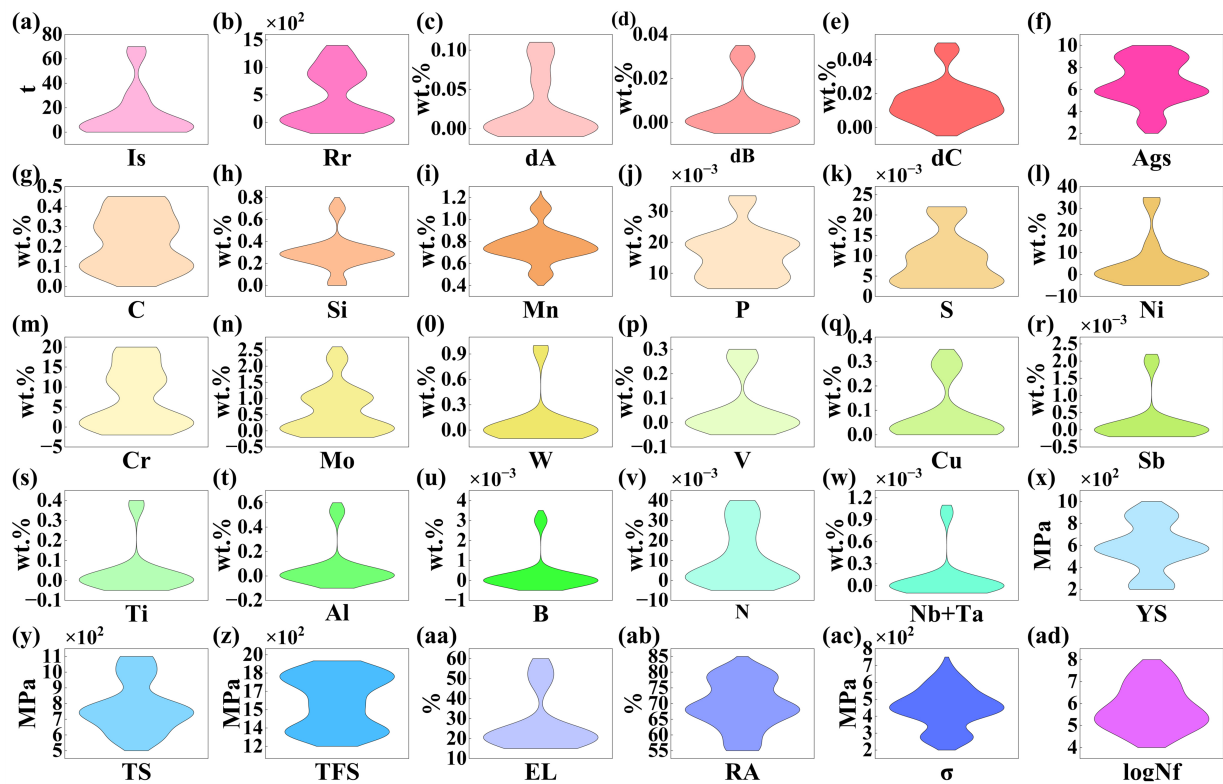 (a) (b) ×10² (c) (d) (e) (f)
t
80
60
40
20
0
Is
15
10
5
0
Rr
wt.%
0.10
0.05
0.00
dA
wt.%
0.04
0.02
0.00
dB
wt.%
0.04
0.02
0.00
dC
10
8
6
4
2
Ags
(g) (h) (i) (j) ×10⁻³ (k) ×10⁻³ (l)
wt.%
0.5
0.4
0.3
0.2
0.1
0.0
C
wt.%
0.8
0.6
0.4
0.2
0.0
Si
wt.%
1.2
1.0
0.8
0.6
0.4
Mn
wt.%
30
20
10
P
wt.%
25
20
15
10
5
0
S
wt.%
40
30
20
10
0
−10
Ni
(m) (n) (0) (p) (q) (r) ×10⁻³
wt.%
20
15
10
5
0
−5
Cr
wt.%
2.5
2.0
1.5
1.0
0.5
0.0
−0.5
Mo
wt.%
0.9
0.6
0.3
0.0
W
wt.%
0.3
0.2
0.1
0.0
−0.1
V
wt.%
0.3
0.2
0.1
0.0
Cu
wt.%
2.5
2.0
1.5
1.0
0.5
0.0
−0.5
Sb
(s) (t) (u) ×10⁻³ (v) ×10⁻³ (w) ×10⁻³ (x) ×10²
wt.%
0.4
0.3
0.2
0.1
0.0
−0.1
Ti
wt.%
0.6
0.4
0.2
0.0
Al
wt.%
4
3
2
1
0
−1
B
wt.%
40
30
20
10
0
−10
N
wt.%
1.2
0.9
0.6
0.3
0.0
Nb+Ta
MPa
10
8
6
4
2
YS
(y) ×10² (z) ×10² (aa) (ab) (ac) ×10² (ad)
MPa
11
10
9
8
7
6
5
TS
MPa
20
18
17
15
14
12
TFS
%
60
50
40
30
20
10
EL
%
85
80
75
70
65
60
55
RA
MPa
8
7
6
5
4
3
2
σ
8
7
6
5
4
logNf